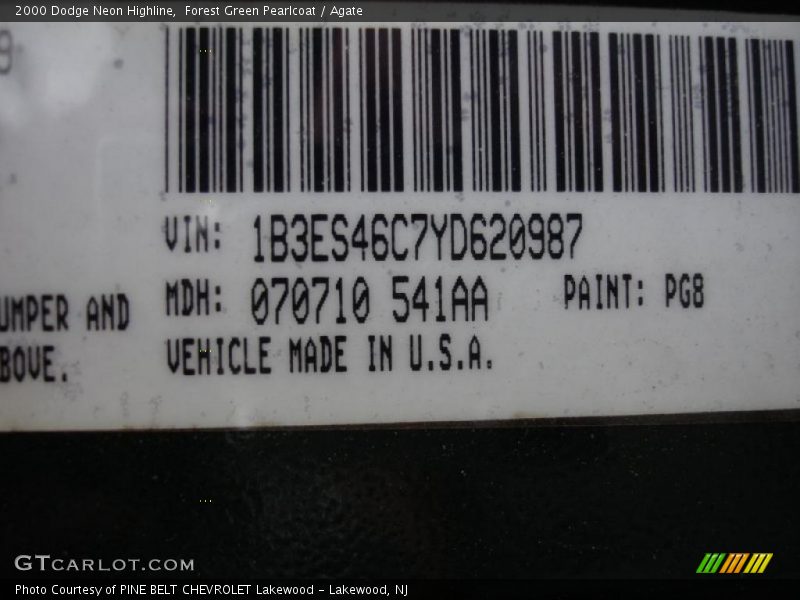 2000 Dodge Neon Highline,  Forest Green Pearlcoat / Agate
9
VIN: 1B3ES46C7YD620987
MDH: 070710 541AA PAINT: PG8
UMPER AND
VEHICLE MADE IN U.S.A.
BOVE.
GTCARLOT.COM
Photo Courtesy of PINE BELT CHEVROLET Lakewood - Lakewood, NJ